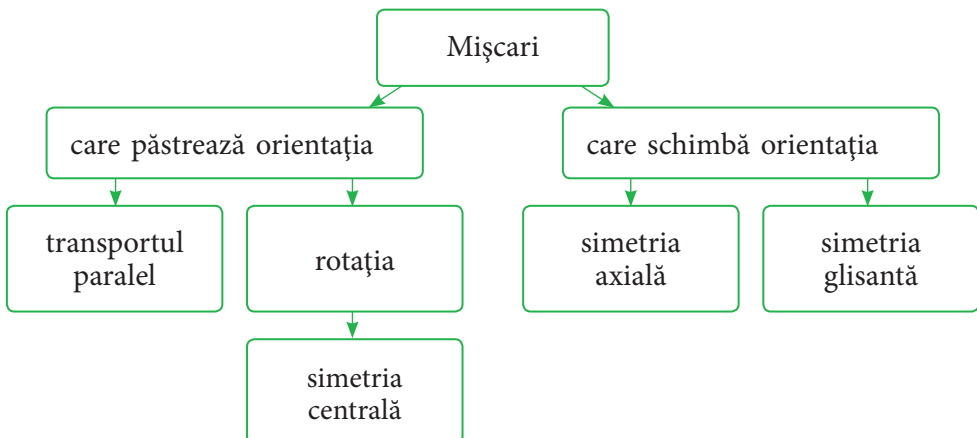 Mişcari
care păstrează orientaţia
care schimbă orientaţia
transportul
paralel
rotaţia
simetria
axială
simetria
glisantă
simetria
centrală